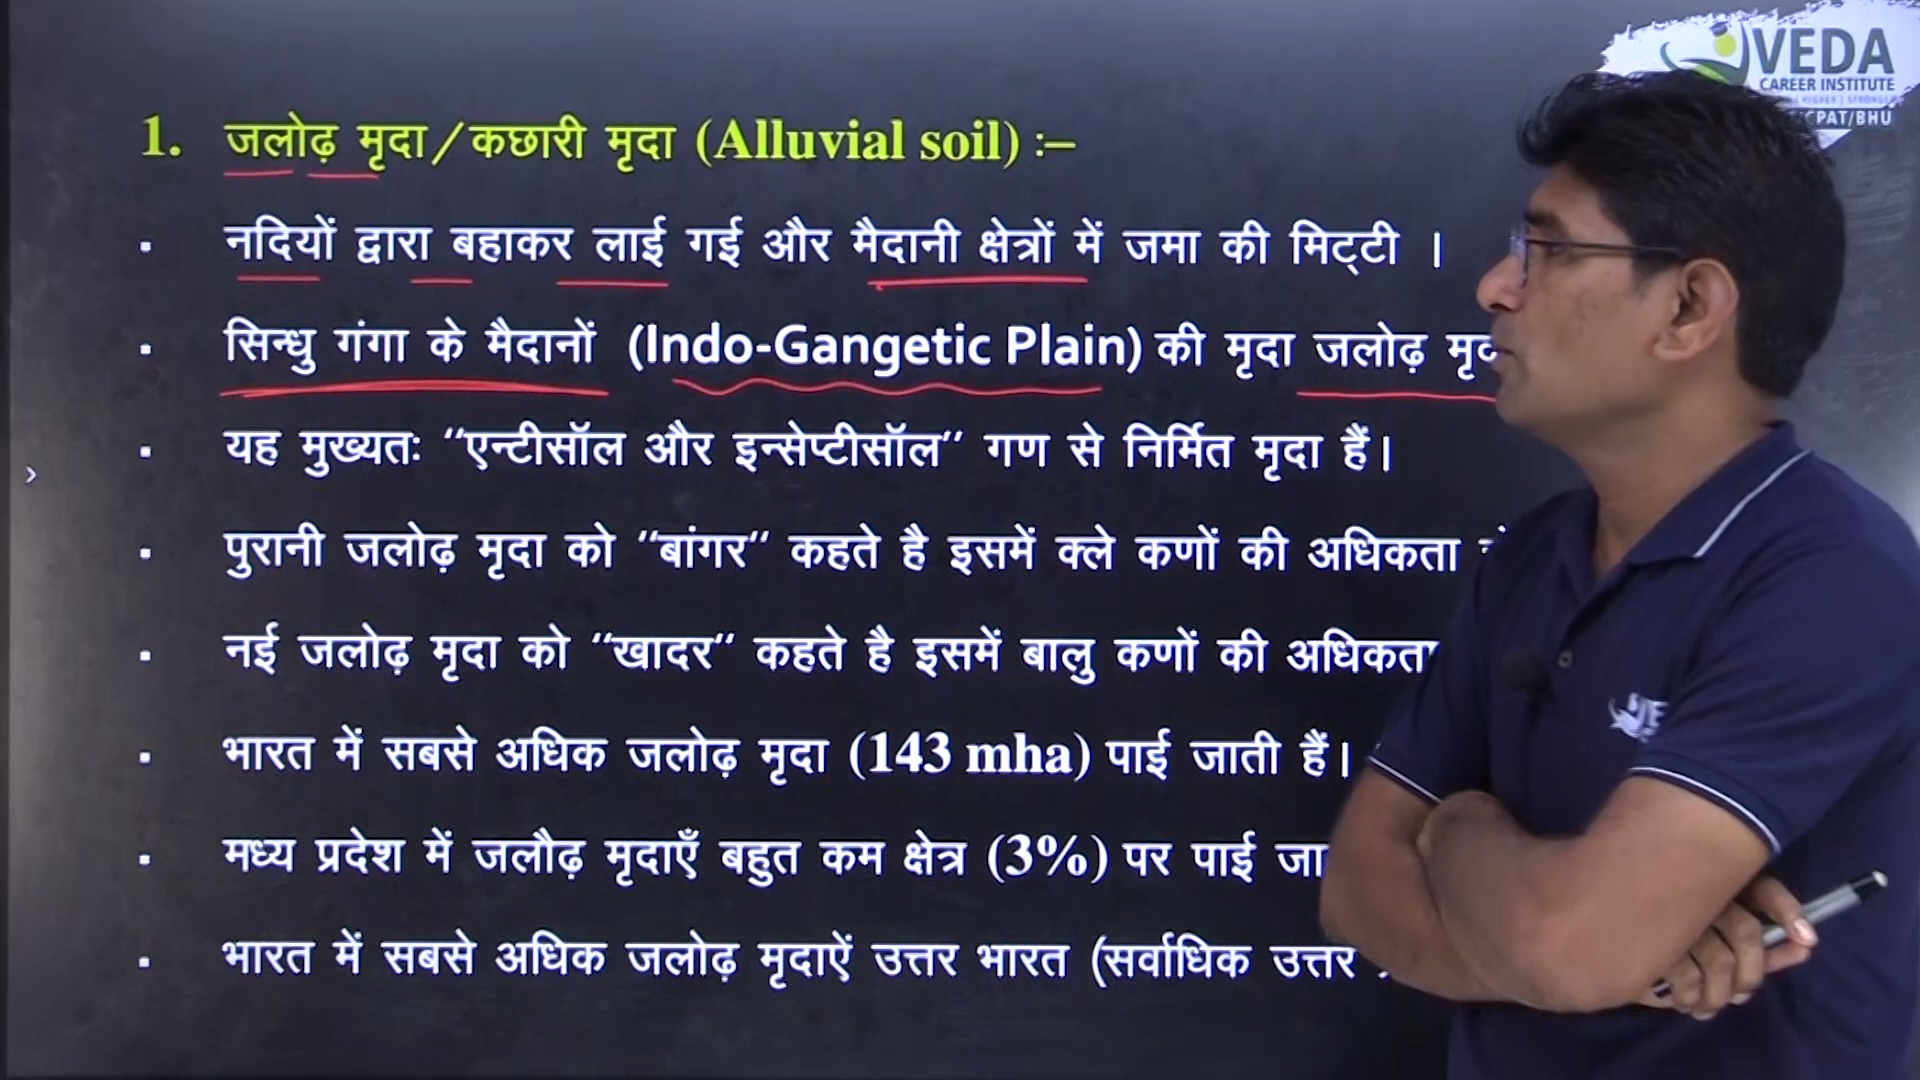 VEDA
CAREER INSTITUTE
CPAT/BHU
1. जलोढ़ मृदा/कछारी मृदा (Alluvial soil) :–
▪ नदियों द्वारा बहाकर लाई गई और मैदानी क्षेत्रों में जमा की मिट्टी ।
▪ सिन्धु गंगा के मैदानों (Indo-Gangetic Plain) की मृदा जलोढ़
▪ यह मुख्यतः “एन्टीसॉल और इन्सेप्टीसॉल” गण से निर्मित मृदा हैं।
▪ पुरानी जलोढ़ मृदा को “बांगर” कहते है इसमें क्ले कणों की अधिकता
▪ नई जलोढ़ मृदा को “खादर” कहते है इसमें बालु कणों की अधिकता
▪ भारत में सबसे अधिक जलोढ़ मृदा (143 mha) पाई जाती हैं।
▪ मध्य प्रदेश में जलौढ़ मृदाएँ बहुत कम क्षेत्र (3%) पर पाई
▪ भारत में सबसे अधिक जलोढ़ मृदाऐं उत्तर भारत (सर्वाधिक उत्तर